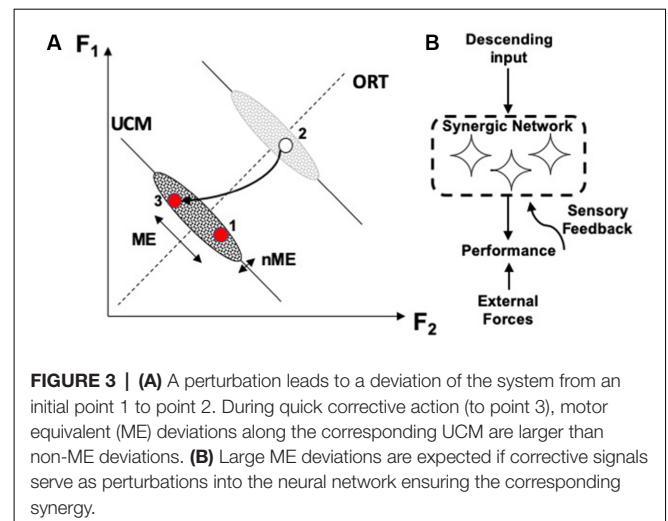 A
F1
UCM
ORT
2
3
1
ME
nME
F2
B
Descending
input
Synergic Network
Sensory
Feedback
Performance
External
Forces
FIGURE 3 | (A) A perturbation leads to a deviation of the system from an
initial point 1 to point 2. During quick corrective action (to point 3), motor
equivalent (ME) deviations along the corresponding UCM are larger than
non-ME deviations. (B) Large ME deviations are expected if corrective signals
serve as perturbations into the neural network ensuring the corresponding
synergy.